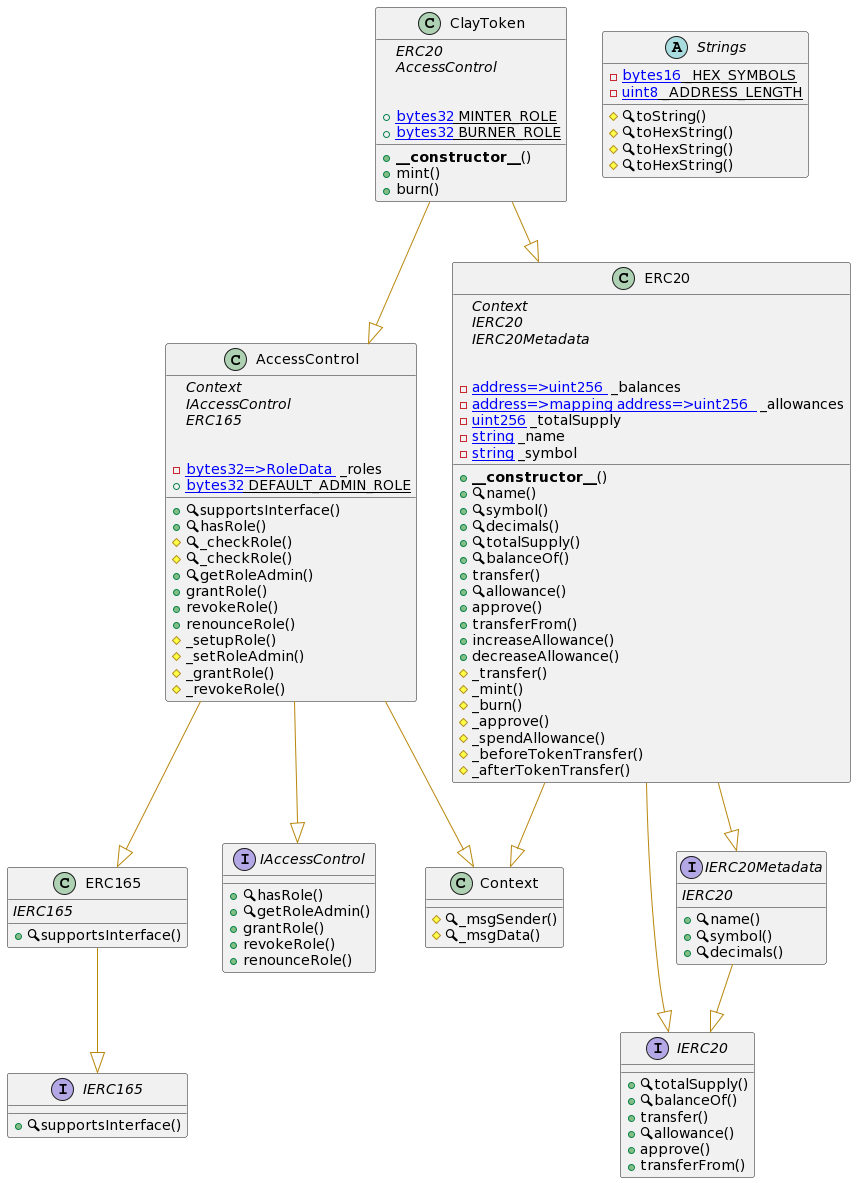 C ClayToken
ERC20
AccessControl
bytes32 MINTER_ROLE
bytes32 BURNER_ROLE
__constructor__()
mint()
burn()
A Strings
bytes16 _HEX_SYMBOLS
uint8 _ADDRESS_LENGTH
toString()
toHexString()
toHexString()
toHexString()
C AccessControl
Context
IAccessControl
ERC165
bytes32=>RoleData _roles
bytes32 DEFAULT_ADMIN_ROLE
supportsInterface()
hasRole()
_checkRole()
_checkRole()
getRoleAdmin()
grantRole()
revokeRole()
renounceRole()
_setupRole()
_setRoleAdmin()
_grantRole()
_revokeRole()
C ERC20
Context
IERC20
IERC20Metadata
address=>uint256 _balances
address=>mapping address=>uint256 _allowances
uint256 _totalSupply
string _name
string _symbol
__constructor__()
name()
symbol()
decimals()
totalSupply()
balanceOf()
transfer()
allowance()
approve()
transferFrom()
increaseAllowance()
decreaseAllowance()
_transfer()
_mint()
_burn()
_approve()
_spendAllowance()
_beforeTokenTransfer()
_afterTokenTransfer()
C ERC165
IERC165
supportsInterface()
I IAccessControl
hasRole()
getRoleAdmin()
grantRole()
revokeRole()
renounceRole()
C Context
_msgSender()
_msgData()
I IERC20Metadata
IERC20
name()
symbol()
decimals()
I IERC165
supportsInterface()
I IERC20
totalSupply()
balanceOf()
transfer()
allowance()
approve()
transferFrom()